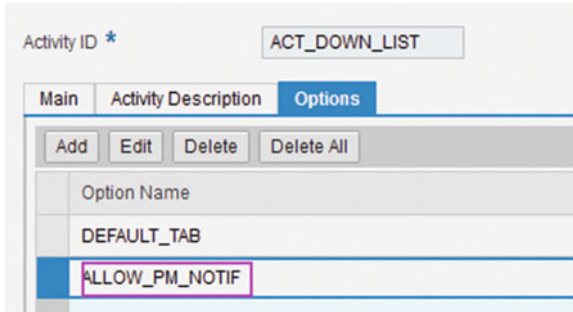 Activity ID * ACT_DOWN_LIST
Main Activity Description Options
Add Edit Delete Delete All
Option Name
DEFAULT_TAB
ALLOW_PM_NOTIF